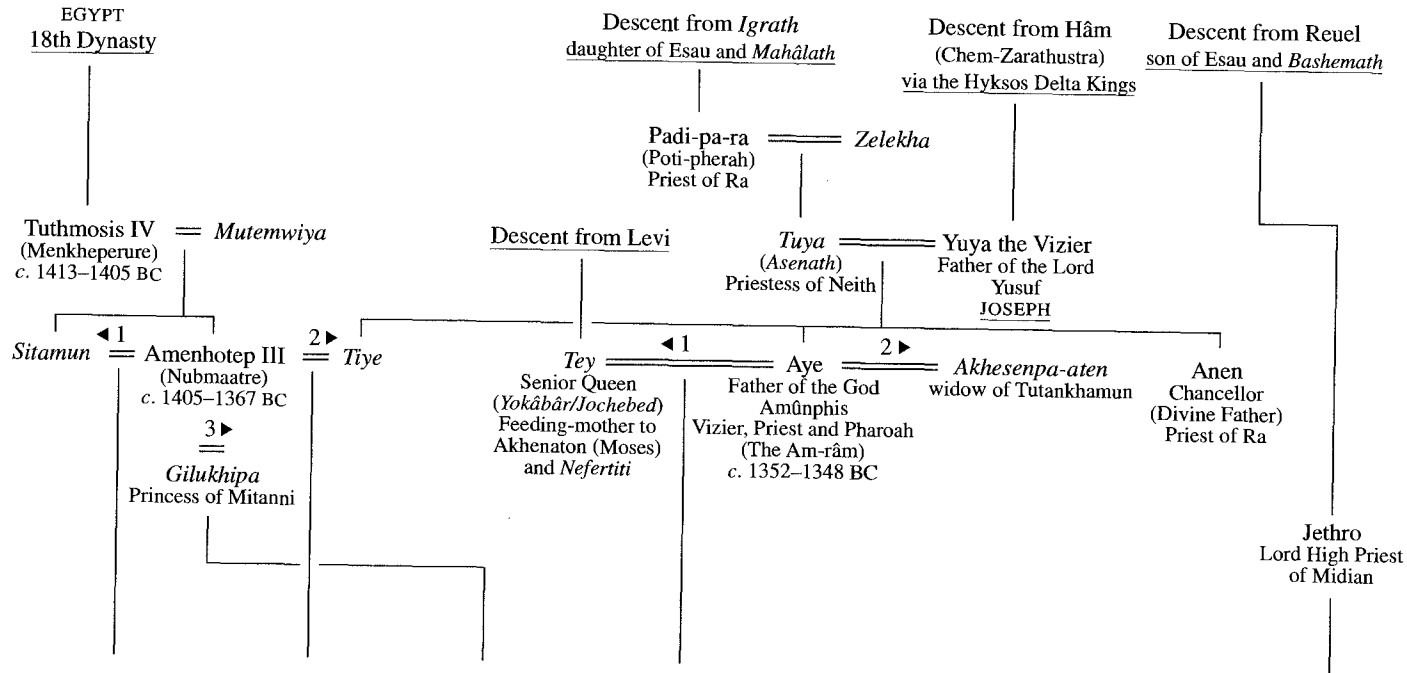 EGYPT
18th Dynasty
Descent from Igrath
daughter of Esau and Mahâlath
Descent from Hâm
(Chem-Zarathustra)
via the Hyksos Delta Kings
Descent from Reuel
son of Esau and Bashemath
Padi-pa-ra
(Poti-pherah)
Priest of Ra
Zelekha
Tuthmosis IV
(Menkheperure)
c. 1413–1405 BC
Mutemwiya
Descent from Levi
Tuya
(Asenath)
Priestess of Neith
Yuya the Vizier
Father of the Lord
Yusuf
JOSEPH
Sitamun
◄ 1
Amenhotep III
(Nubmaatre)
c. 1405–1367 BC
2 ►
Tiye
3 ►
Gilukhipa
Princess of Mitanni
Tey
Senior Queen
(Yokâbâr/Jochebed)
Feeding-mother to
Akhenaton (Moses)
and Nefertiti
◄ 1
Aye
Father of the God
Amûnphis
Vizier, Priest and Pharoah
(The Am-râm)
c. 1352–1348 BC
2 ►
Akhesenpa-aten
widow of Tutankhamun
Anen
Chancellor
(Divine Father)
Priest of Ra
Jethro
Lord High Priest
of Midian